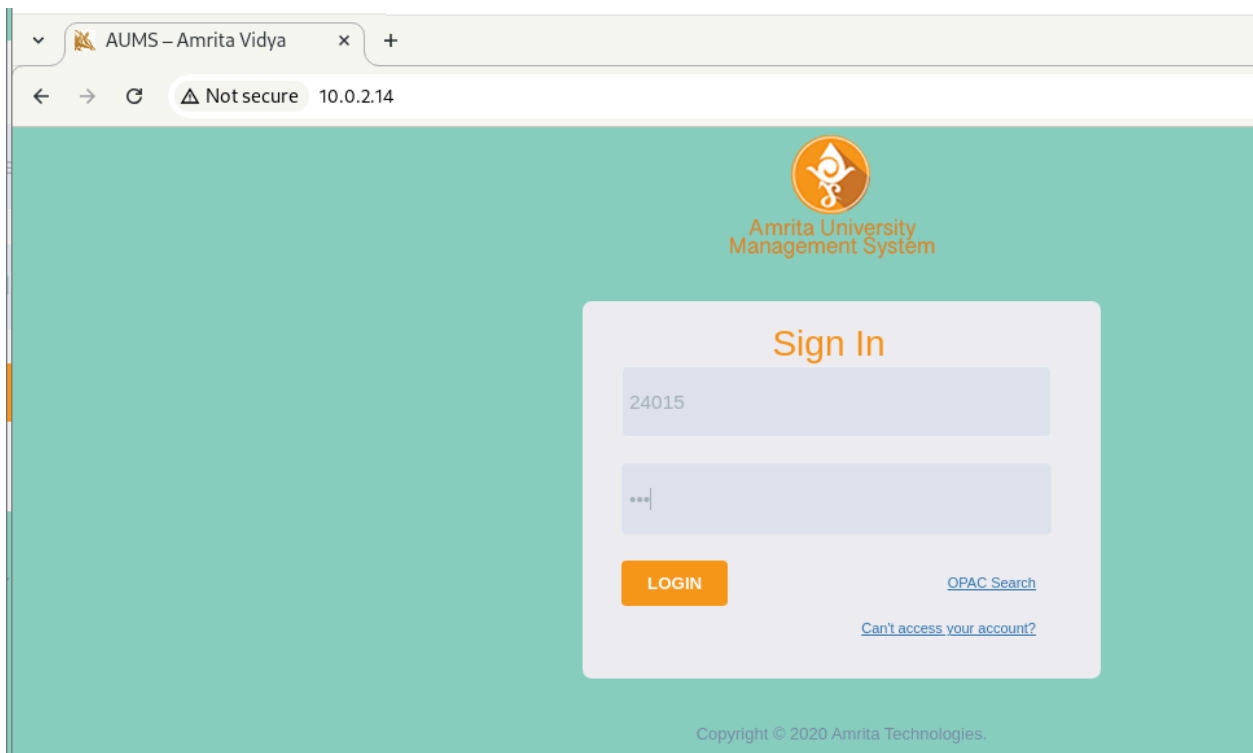 AUMS – Amrita Vidya
Not secure 10.0.2.14
Amrita University
Management System
Sign In
24015
•••
LOGIN
OPAC Search
Can't access your account?
Copyright © 2020 Amrita Technologies.